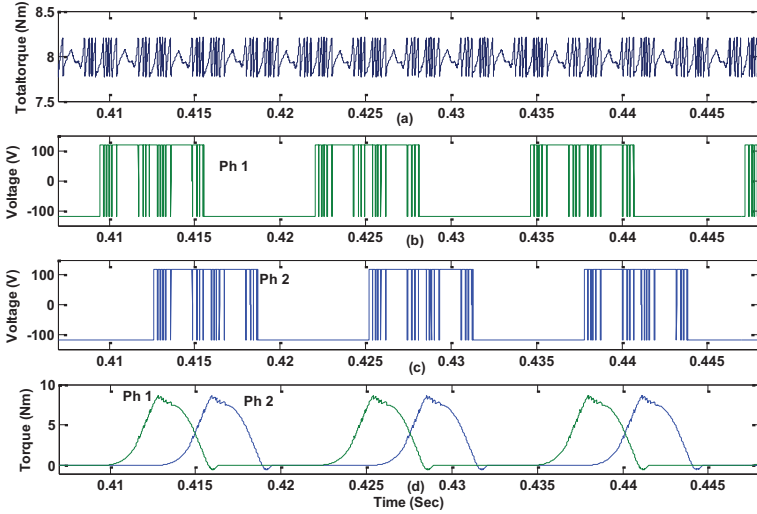 Totaktorque (Nm)
8.5
8
7.5
0.41 0.415 0.42 0.425 0.43 0.435 0.44 0.445
(a)
Voltage (V)
100
0
-100
Ph 1
0.41 0.415 0.42 0.425 0.43 0.435 0.44 0.445
(b)
Voltage (V)
100
0
-100
Ph 2
0.41 0.415 0.42 0.425 0.43 0.435 0.44 0.445
(c)
Torque (Nm)
10
5
0
Ph 1 Ph 2
0.41 0.415 0.42 0.425 0.43 0.435 0.44 0.445
(d)
Time (Sec)